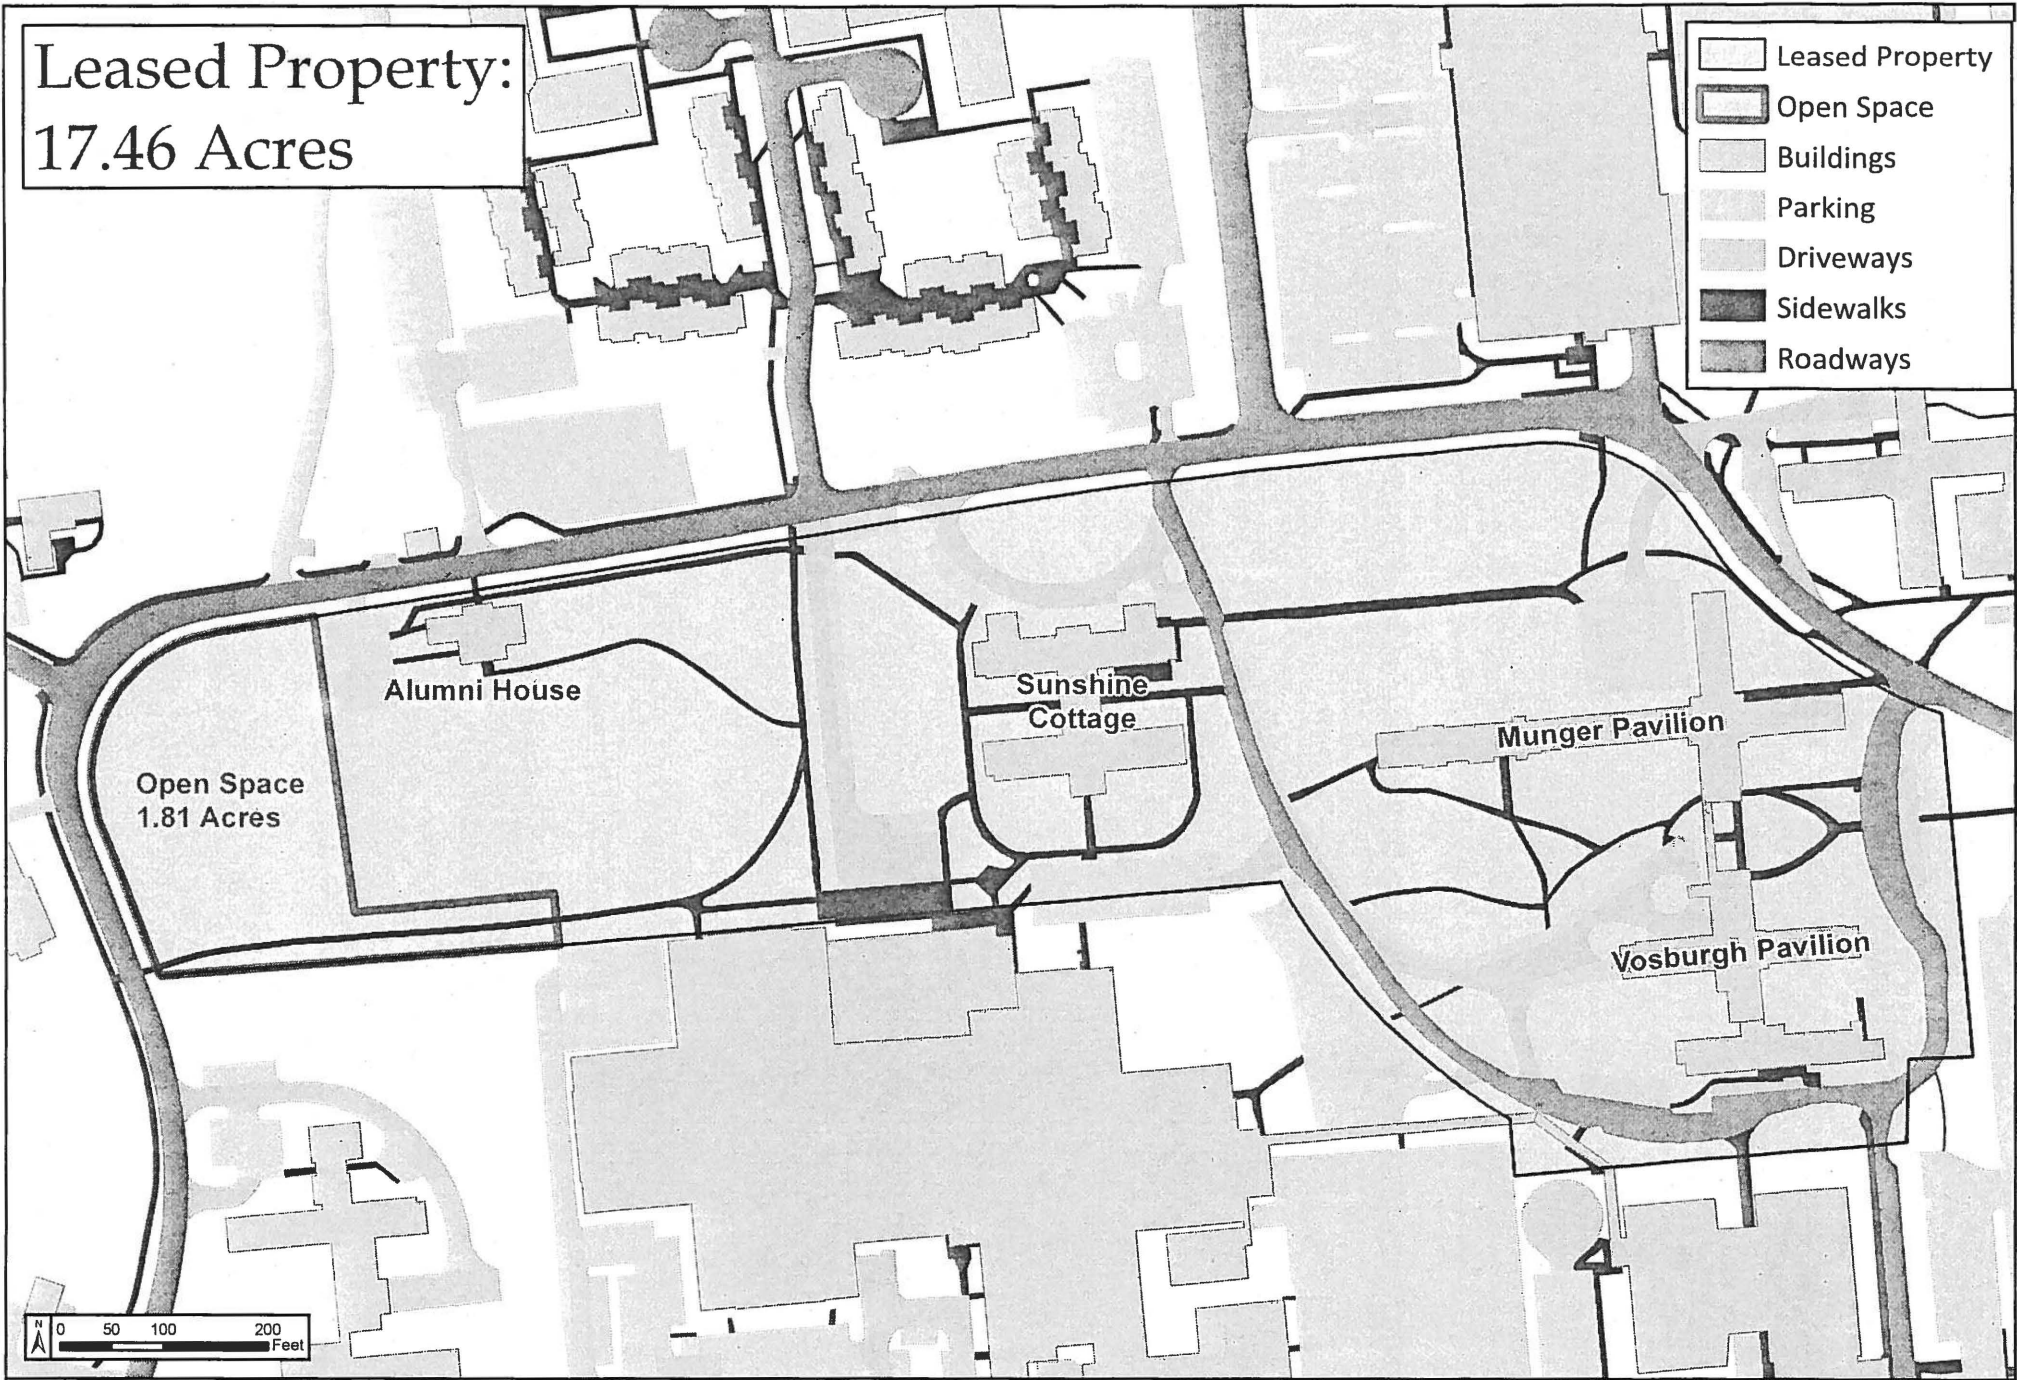 Leased Property:
17.46 Acres
Leased Property
Open Space
Buildings
Parking
Driveways
Sidewalks
Roadways
Alumni House
Sunshine
Cottage
Munger Pavilion
Open Space
1.81 Acres
Vosburgh Pavilion
N
0 50 100 200
Feet